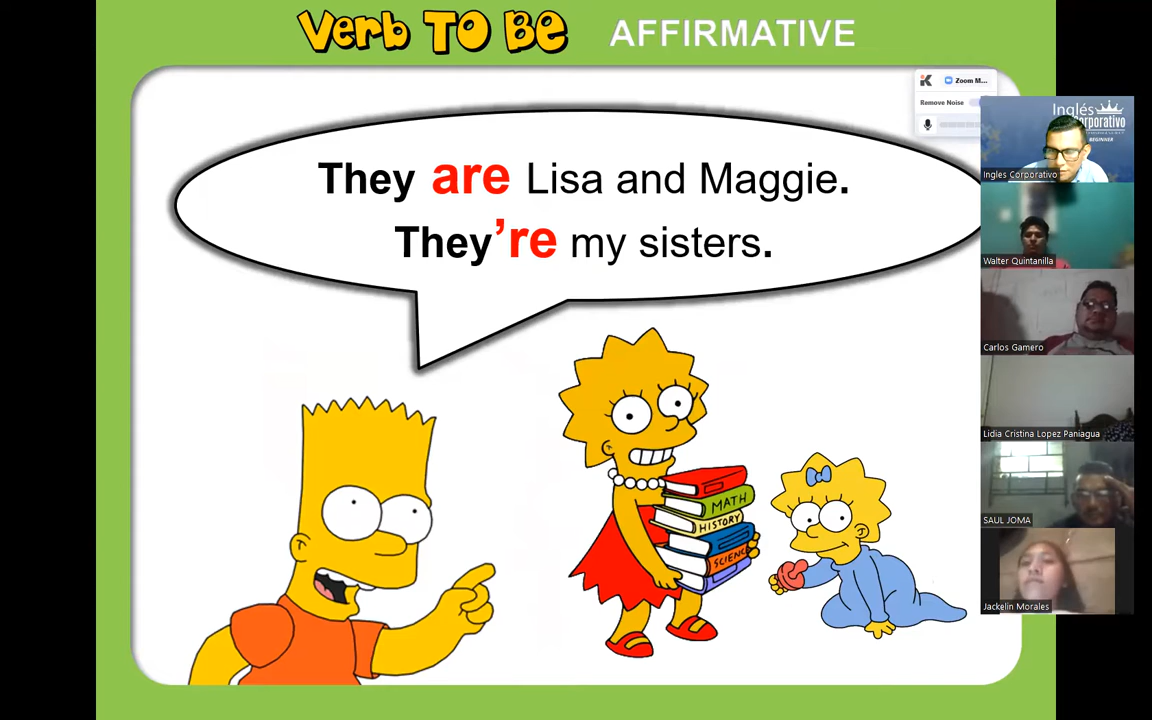 Verb TO BE AFFIRMATIVE
They are Lisa and Maggie.
They're my sisters.
MATH
HISTORY
SCIENC
Zoom M...
Remove Noise
Inglés
Corporativo
BEGINNER
Ingles Corporativo
Walter Quintanilla
Carlos Gamero
Lidia Cristina Lopez Paniagua
SAUL JOMA
Jackelin Morales